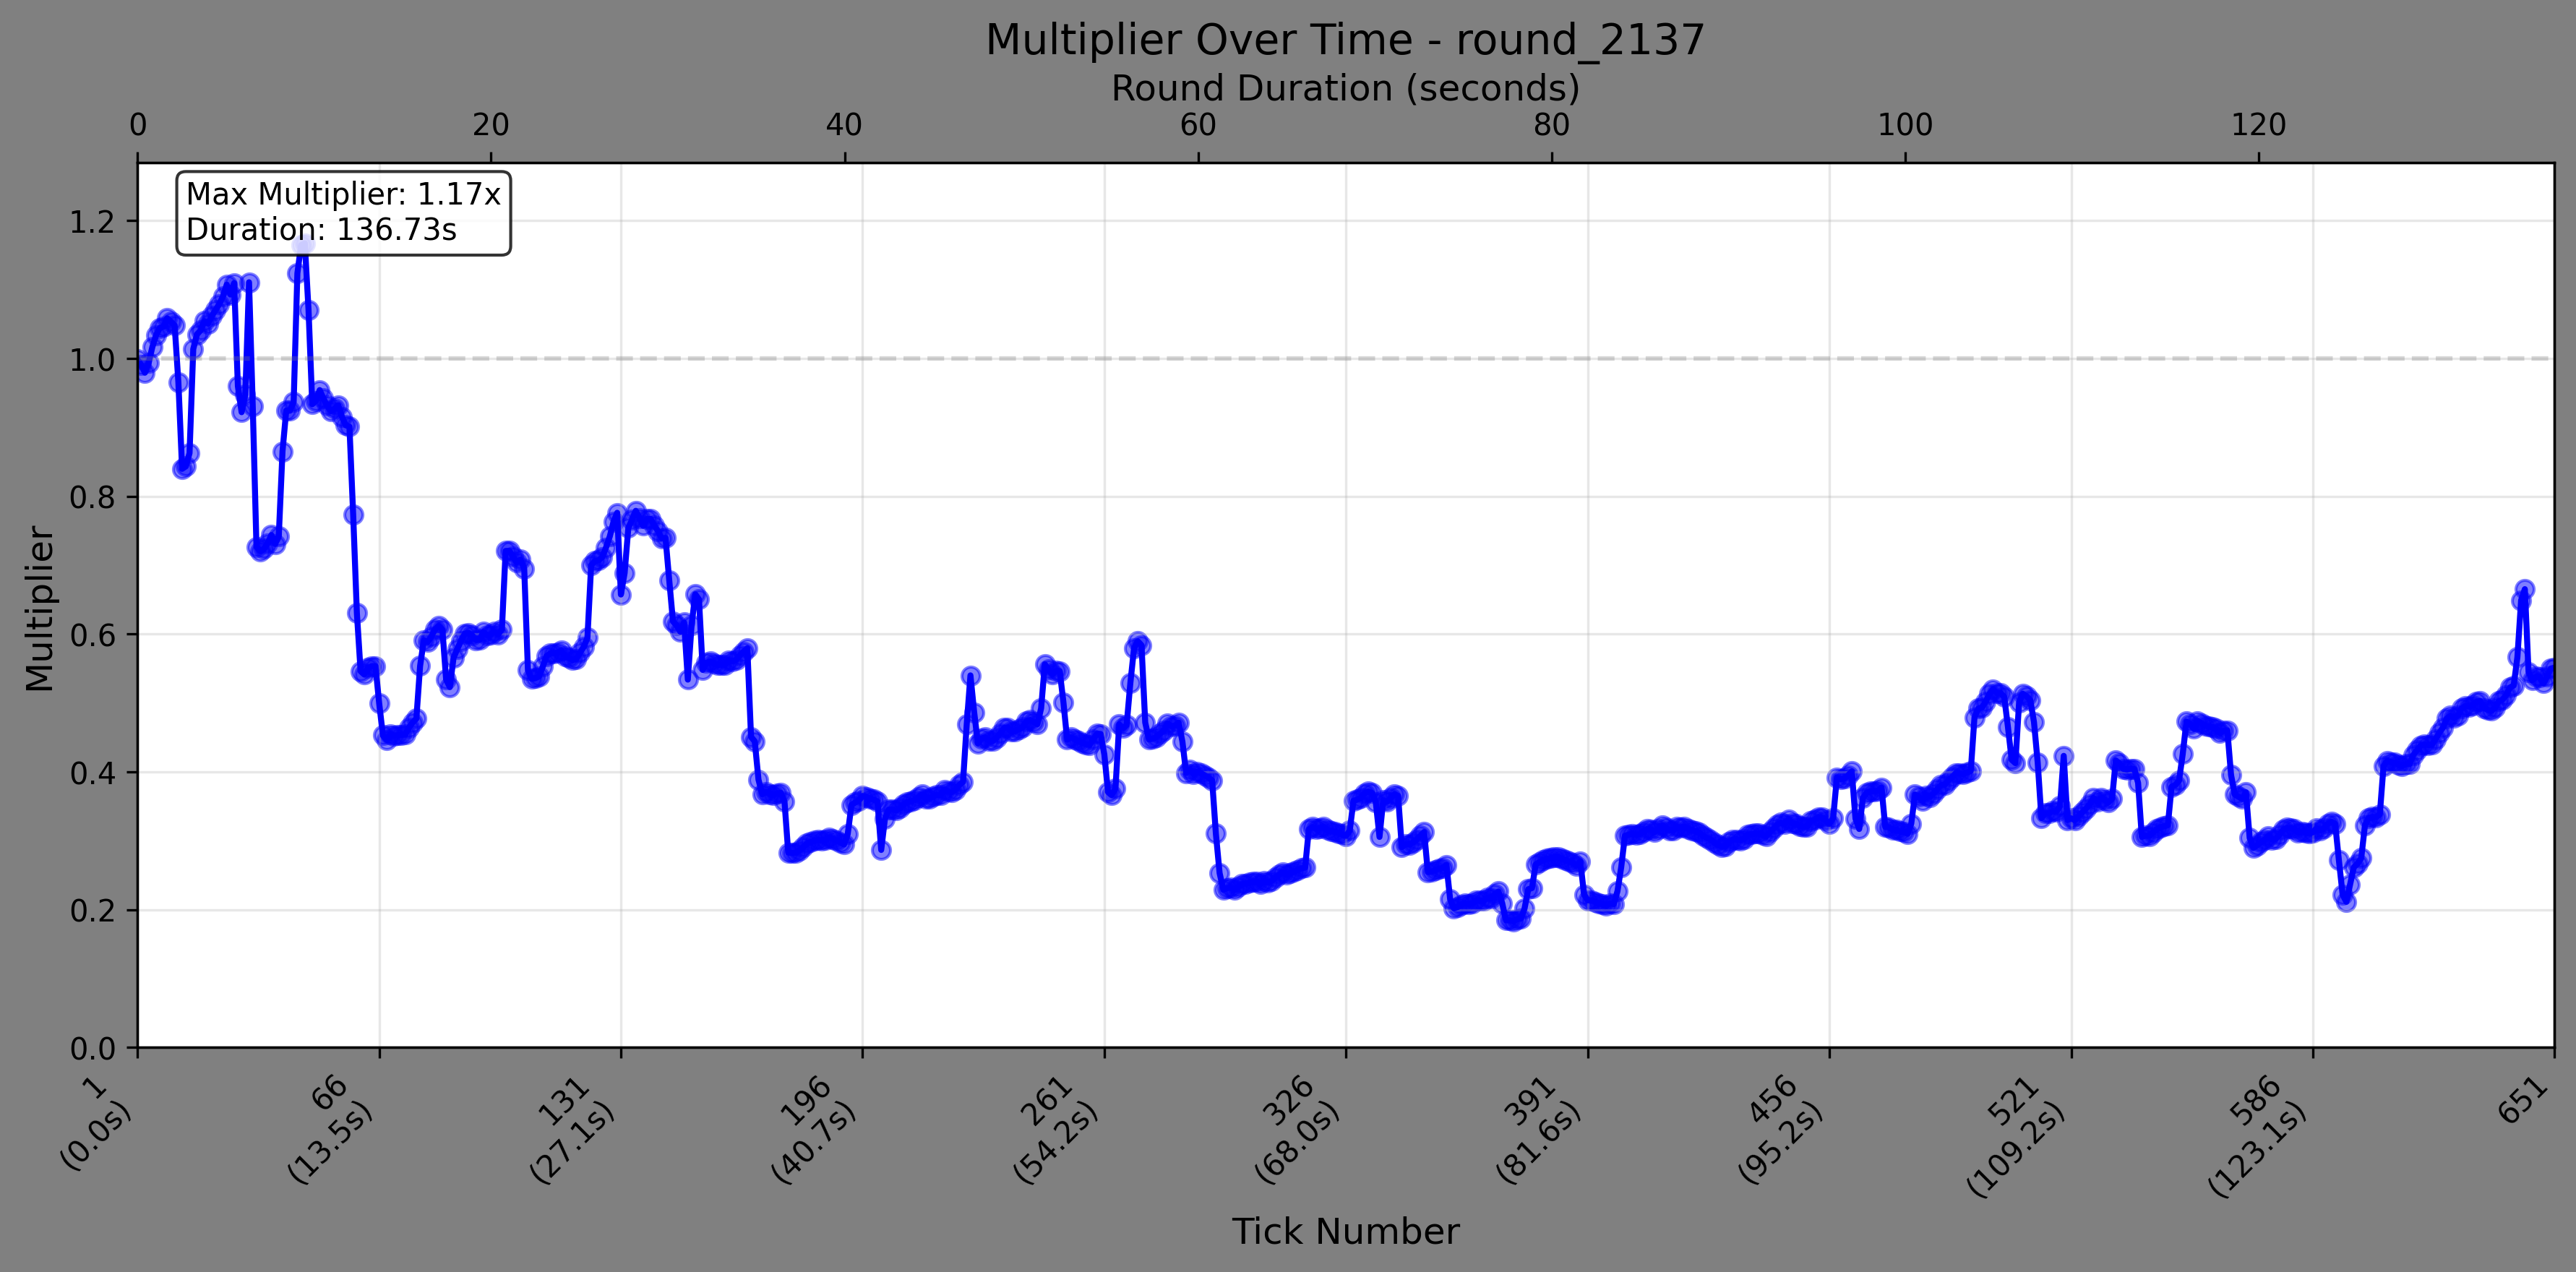 Multiplier Over Time - round_2137
Round Duration (seconds)
0 20 40 60 80 100 120
Max Multiplier: 1.17x
Duration: 136.73s
Multiplier
1.2
1.0
0.8
0.6
0.4
0.2
0.0
1
(0.0s)
66
(13.5s)
131
(27.1s)
196
(40.7s)
261
(54.2s)
326
(68.0s)
391
(81.6s)
456
(95.2s)
521
(109.2s)
586
(123.1s)
651
Tick Number